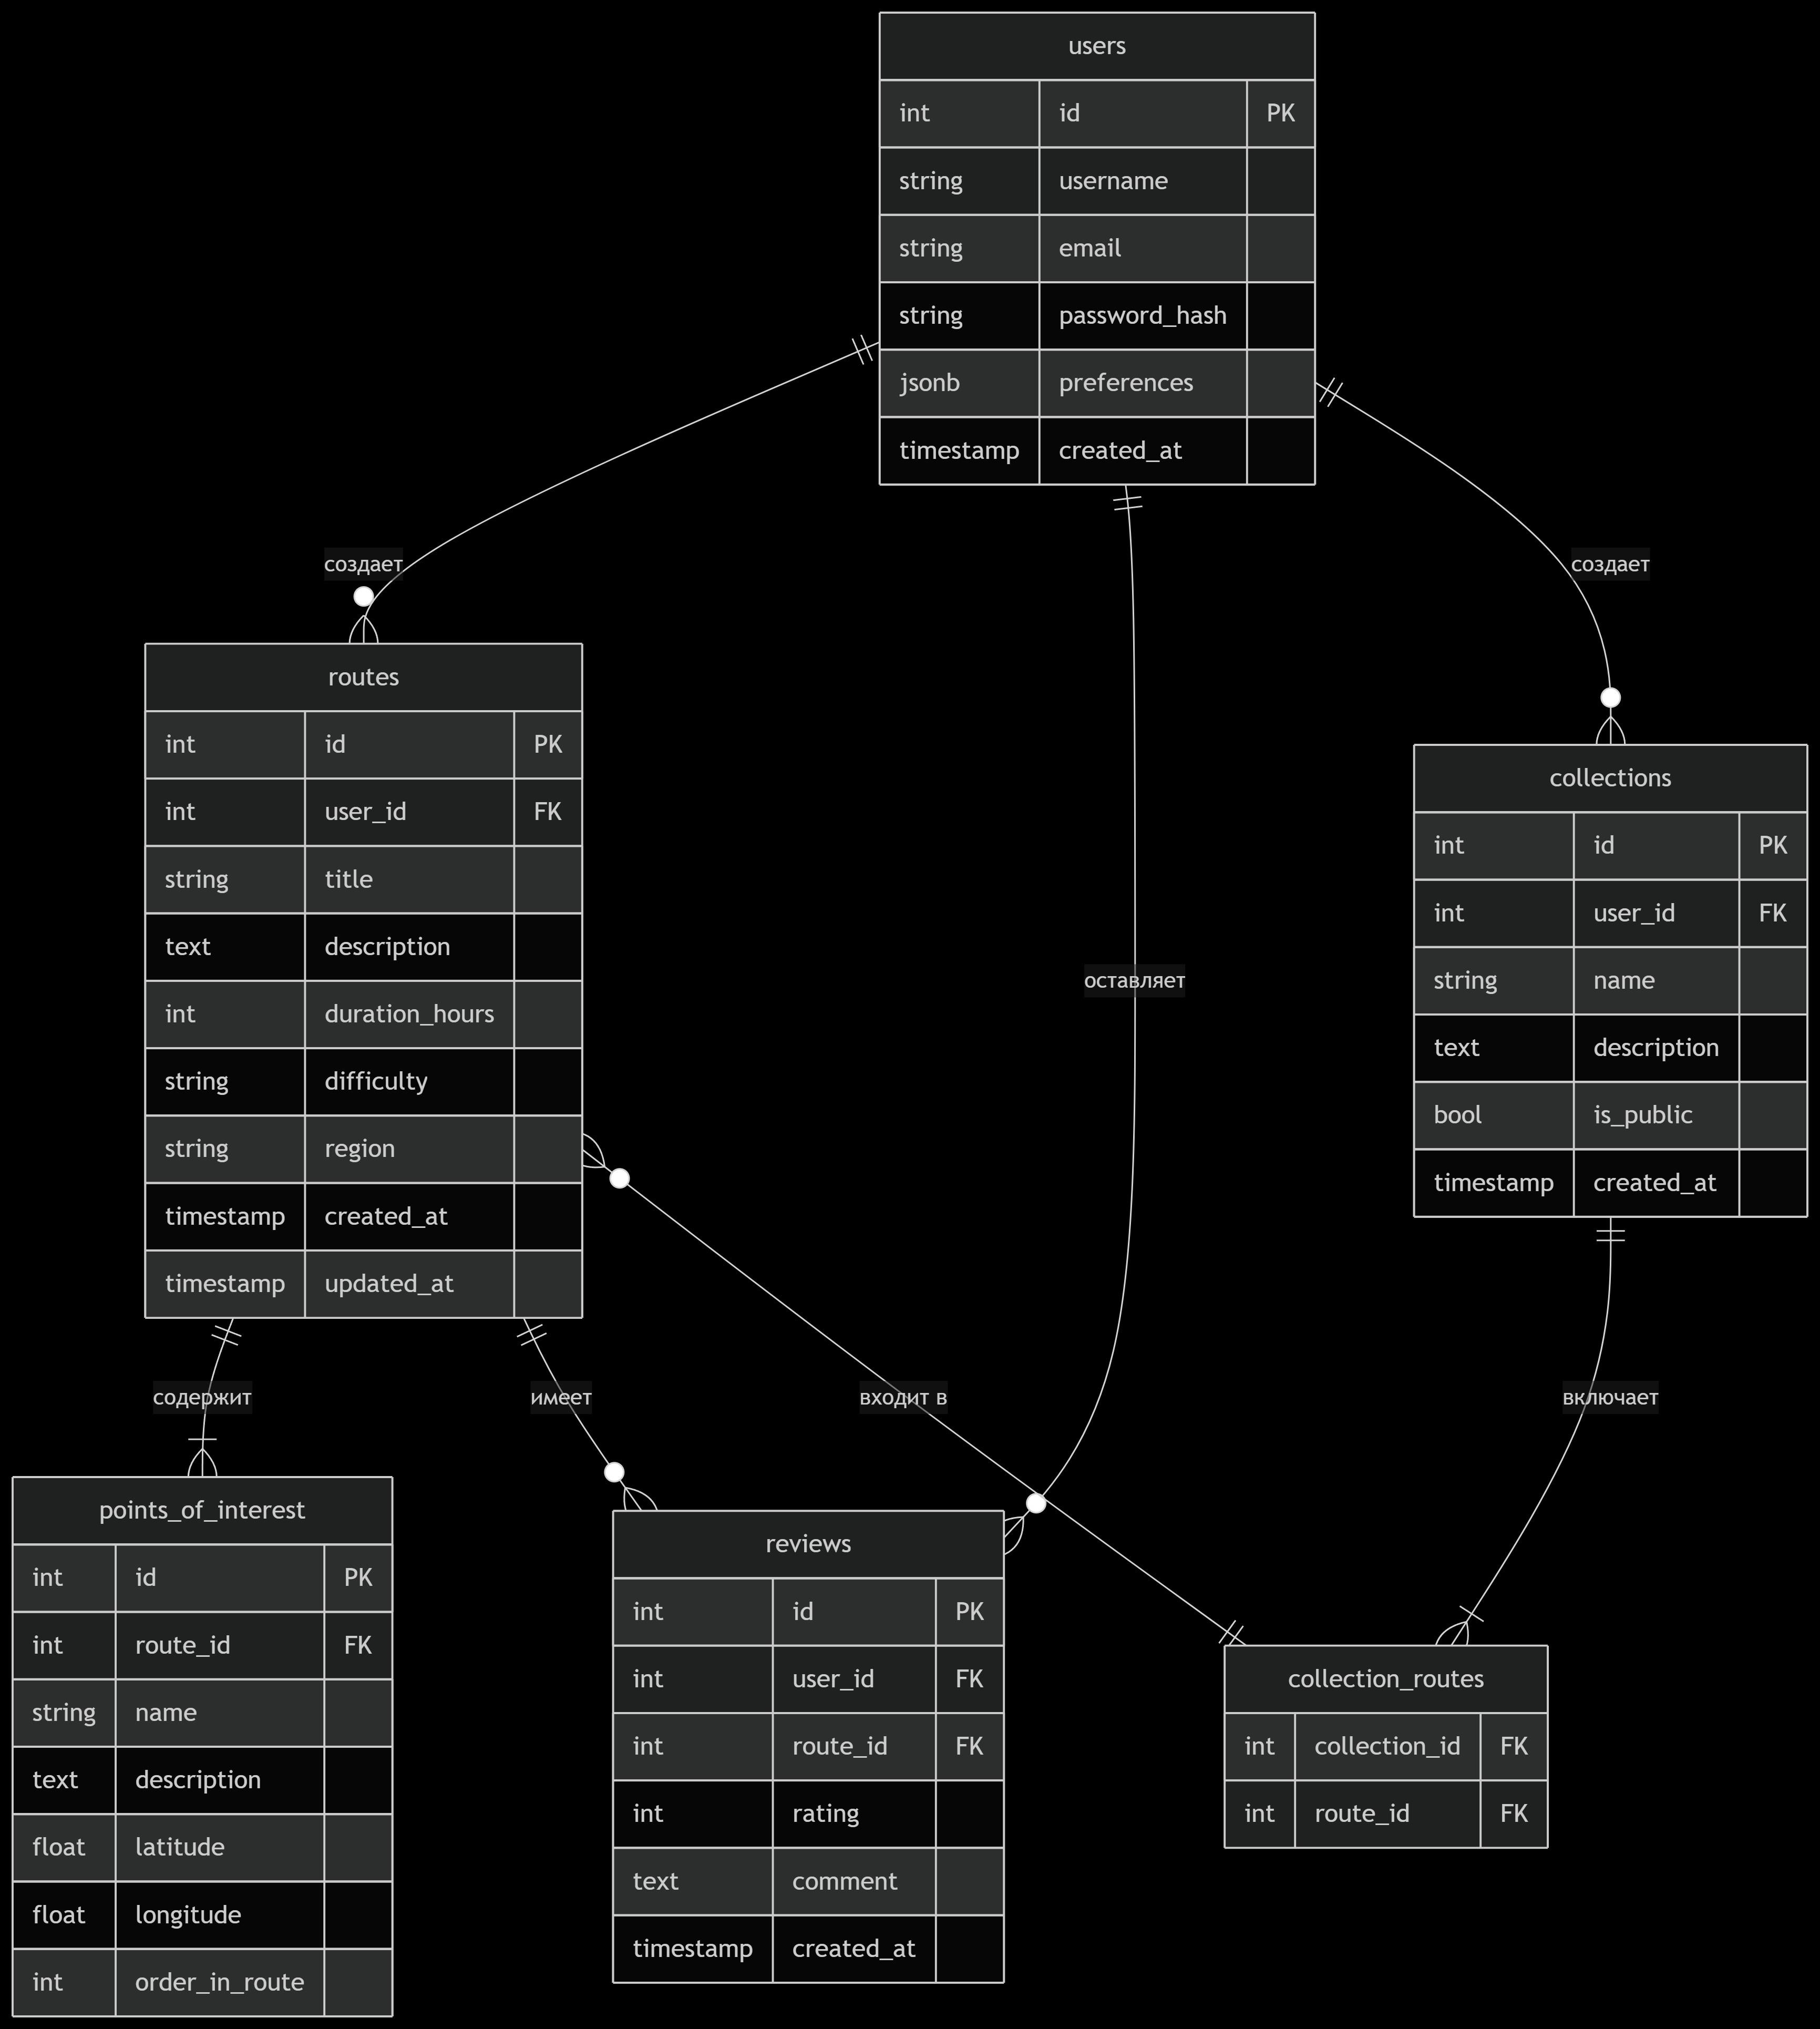 users
int id PK
string username
string email
string password_hash
jsonb preferences
timestamp created_at
создает
создает
routes
int id PK
int user_id FK
string title
text description
int duration_hours
string difficulty
string region
timestamp created_at
timestamp updated_at
collections
int id PK
int user_id FK
string name
text description
bool is_public
timestamp created_at
оставляет
содержит
имеет
входит в
включает
points_of_interest
int id PK
int route_id FK
string name
text description
float latitude
float longitude
int order_in_route
reviews
int id PK
int user_id FK
int route_id FK
int rating
text comment
timestamp created_at
collection_routes
int collection_id FK
int route_id FK